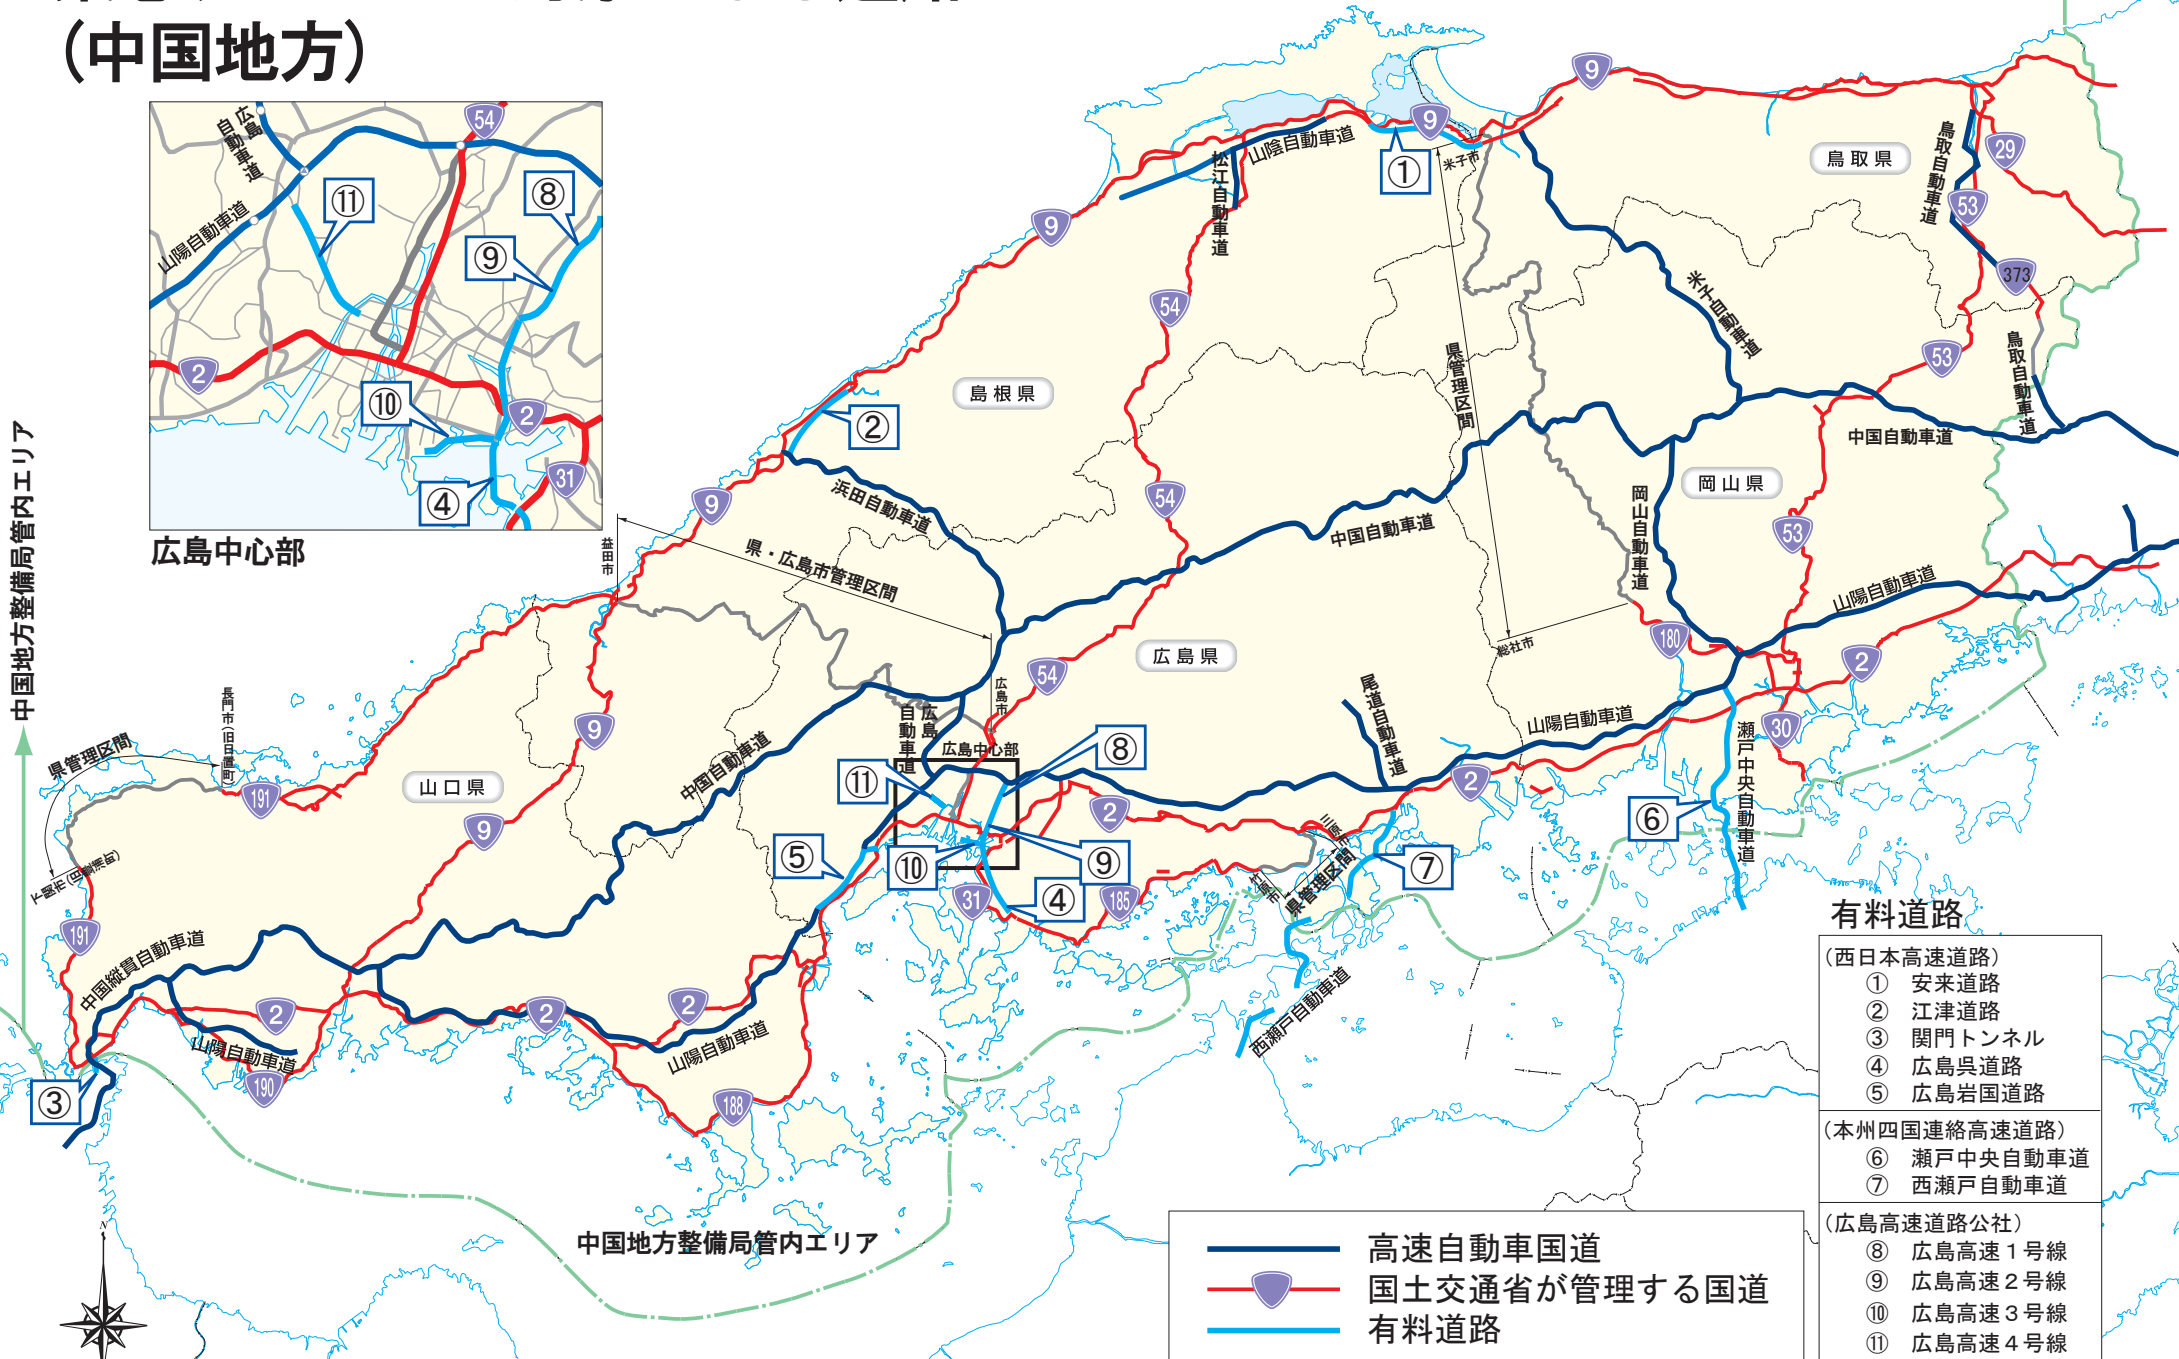 (中国地方)
54
広島
自動車道
山陽自動車道
⑪
⑧
⑨
2
⑩
2
④
31
広島中心部
中国地方整備局管内エリア
9
山陰自動車道
9
①
米子市
松江自動車道
鳥取県
鳥取自動車道
29
53
373
9
54
米子自動車道
県管理区間
53
鳥取自動車道
島根県
②
中国自動車道
岡山県
浜田自動車道
9
54
中国自動車道
岡山自動車道
53
益田市
県・広島市管理区間
山陽自動車道
180
総社市
広島県
54
2
広島市
長門市(旧日置町)
県管理区間
9
広島
自動車道
広島中心部
尾道自動車道
山陽自動車道
30
瀬戸中央自動車道
⑧
⑪
中国自動車道
山口県
191
9
2
2
⑥
三原市
⑤
⑩
⑨
⑦
県管理区間
竹原市
31
④
185
191
中国縦貫自動車道
西瀬戸自動車道
2
2
2
山陽自動車道
山陽自動車道
190
③
188
中国地方整備局管内エリア
N
有料道路
(西日本高速道路)
① 安来道路
② 江津道路
③ 関門トンネル
④ 広島呉道路
⑤ 広島岩国道路
(本州四国連絡高速道路)
⑥ 瀬戸中央自動車道
⑦ 西瀬戸自動車道
(広島高速道路公社)
⑧ 広島高速1号線
⑨ 広島高速2号線
⑩ 広島高速3号線
⑪ 広島高速4号線
高速自動車国道
国土交通省が管理する国道
有料道路